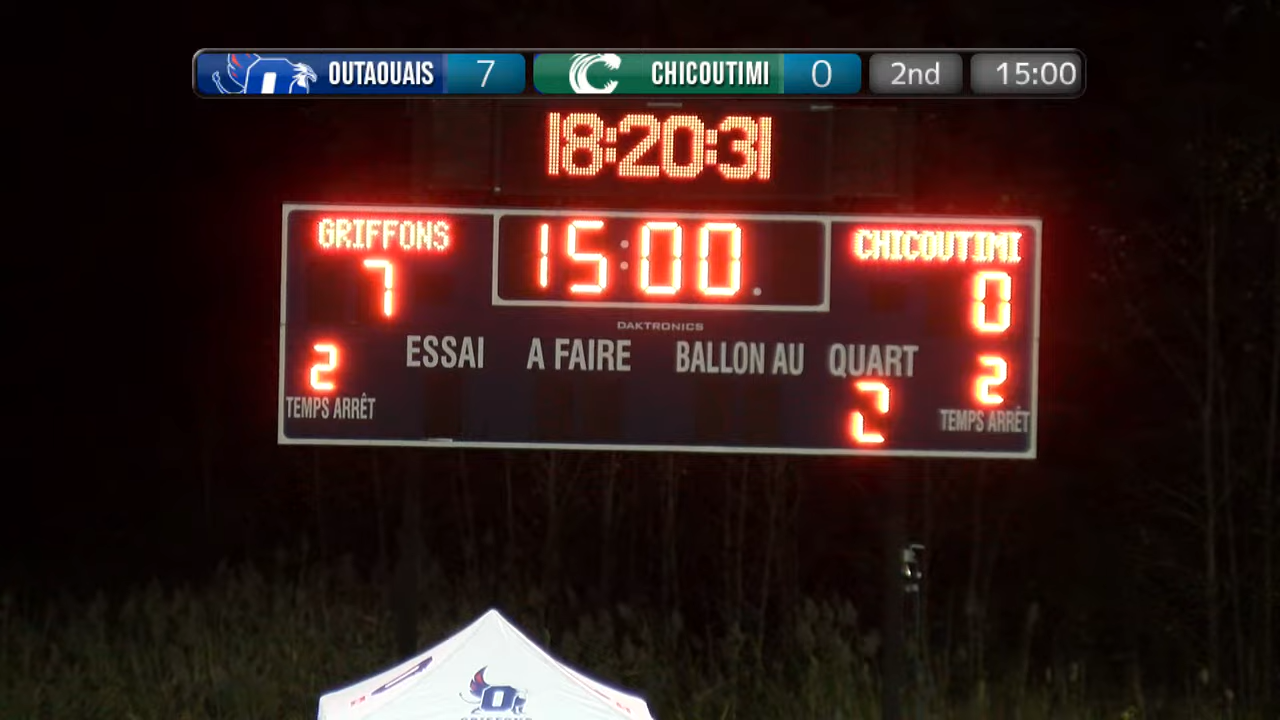 OUTAOUAIS 7 CHICOUTIMI 0 2nd 15:00
18:20:31
GRIFFONS 15:00 CHICOUTIMI
7 0
DAKTRONICS
ESSAI A FAIRE BALLON AU QUART
2 2 2
TEMPS ARRÊT TEMPS ARRÊT
GRIFFONS